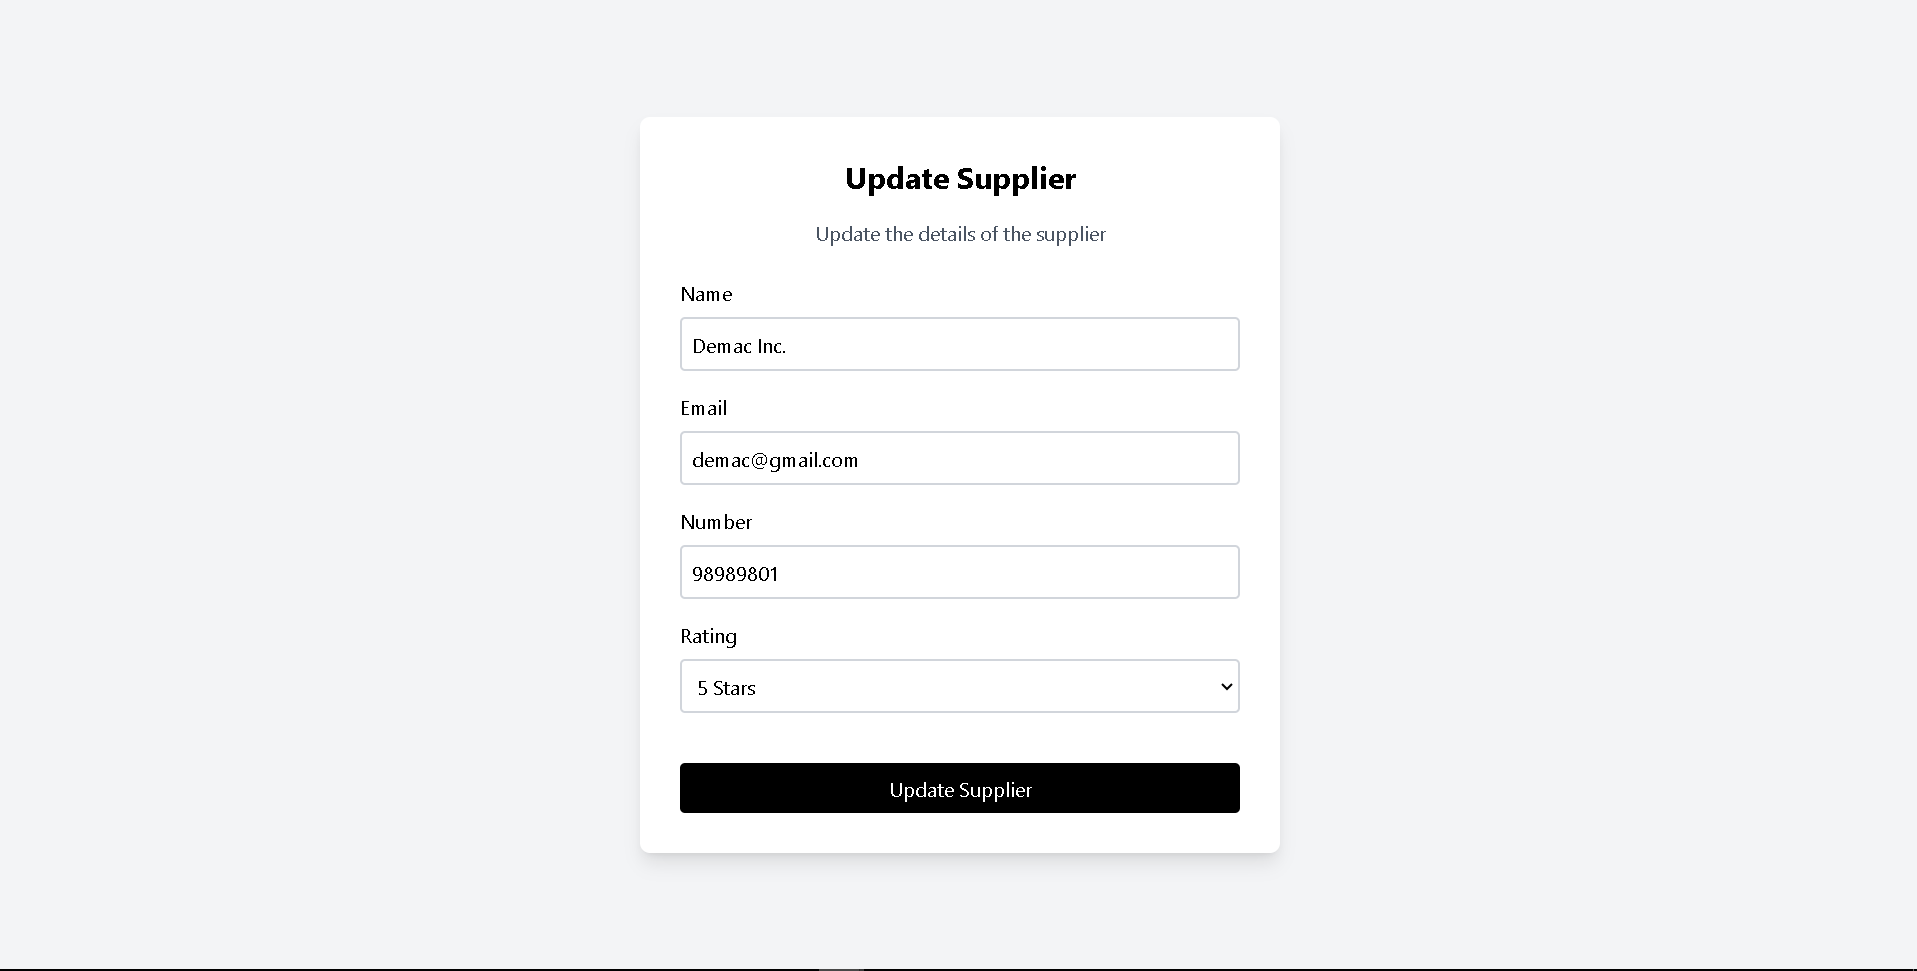 Update Supplier
Update the details of the supplier
Name
Demac Inc.
Email
demac@gmail.com
Number
98989801
Rating
5 Stars
Update Supplier